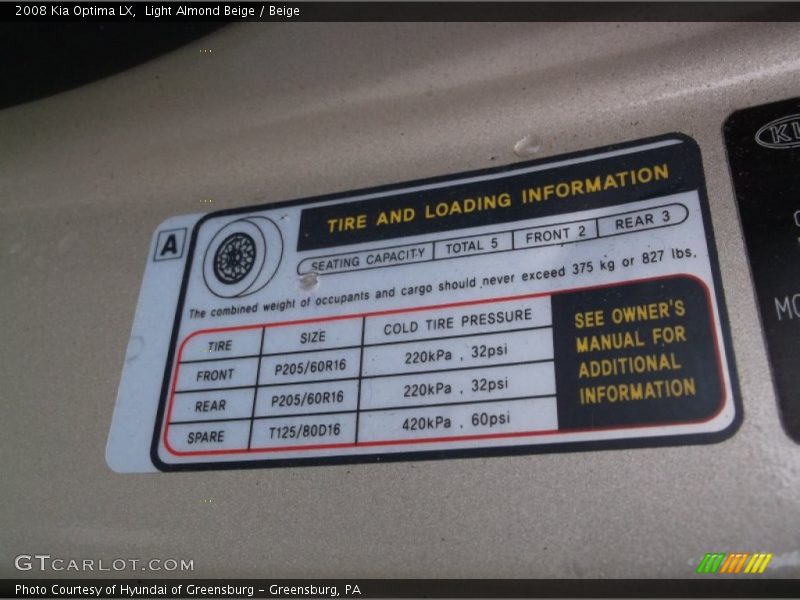 2008 Kia Optima LX,  Light Almond Beige / Beige
A
TIRE AND LOADING INFORMATION
SEATING CAPACITY TOTAL 5 FRONT 2 REAR 3
The combined weight of occupants and cargo should never exceed 375 kg or 827 lbs.
TIRE SIZE COLD TIRE PRESSURE
FRONT P205/60R16 220kPa , 32psi
REAR P205/60R16 220kPa , 32psi
SPARE T125/80D16 420kPa , 60psi
SEE OWNER'S
MANUAL FOR
ADDITIONAL
INFORMATION
GTCARLOT.COM
Photo Courtesy of Hyundai of Greensburg - Greensburg, PA